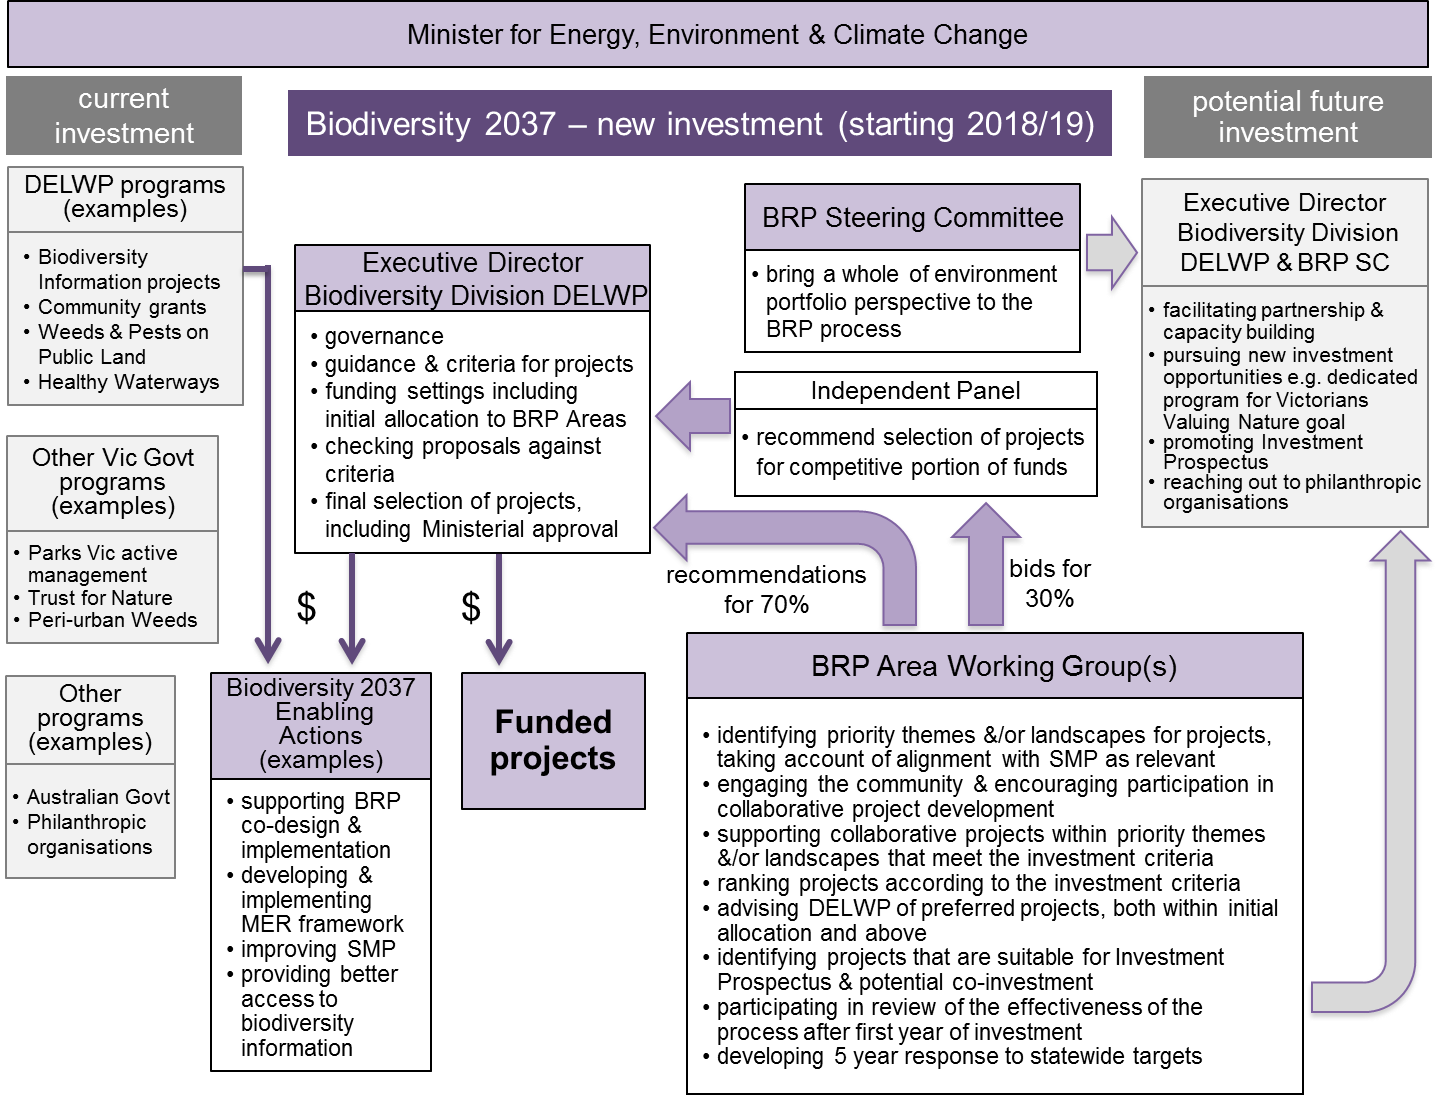 Minister for Energy, Environment & Climate Change
current
investment
Biodiversity 2037 – new investment (starting 2018/19)
potential future
investment
DELWP programs
(examples)
• Biodiversity
Information projects
• Community grants
• Weeds & Pests on
Public Land
• Healthy Waterways
Other Vic Govt
programs
(examples)
• Parks Vic active
management
• Trust for Nature
• Peri-urban Weeds
Other
programs
(examples)
• Australian Govt
• Philanthropic
organisations
Executive Director
Biodiversity Division DELWP
• governance
• guidance & criteria for projects
• funding settings including
initial allocation to BRP Areas
• checking proposals against
criteria
• final selection of projects,
including Ministerial approval
$
$
Biodiversity 2037
Enabling
Actions
(examples)
• supporting BRP
co-design &
implementation
• developing &
implementing
MER framework
• improving SMP
• providing better
access to
biodiversity
information
Funded
projects
BRP Steering Committee
• bring a whole of environment
portfolio perspective to the
BRP process
Independent Panel
• recommend selection of projects
for competitive portion of funds
recommendations
for 70%
bids for
30%
BRP Area Working Group(s)
• identifying priority themes &/or landscapes for projects,
taking account of alignment with SMP as relevant
• engaging the community & encouraging participation in
collaborative project development
• supporting collaborative projects within priority themes
&/or landscapes that meet the investment criteria
• ranking projects according to the investment criteria
• advising DELWP of preferred projects, both within initial
allocation and above
• identifying projects that are suitable for Investment
Prospectus & potential co-investment
• participating in review of the effectiveness of the
process after first year of investment
• developing 5 year response to statewide targets
Executive Director
Biodiversity Division
DELWP & BRP SC
• facilitating partnership &
capacity building
• pursuing new investment
opportunities e.g. dedicated
program for Victorians
Valuing Nature goal
• promoting Investment
Prospectus
• reaching out to philanthropic
organisations